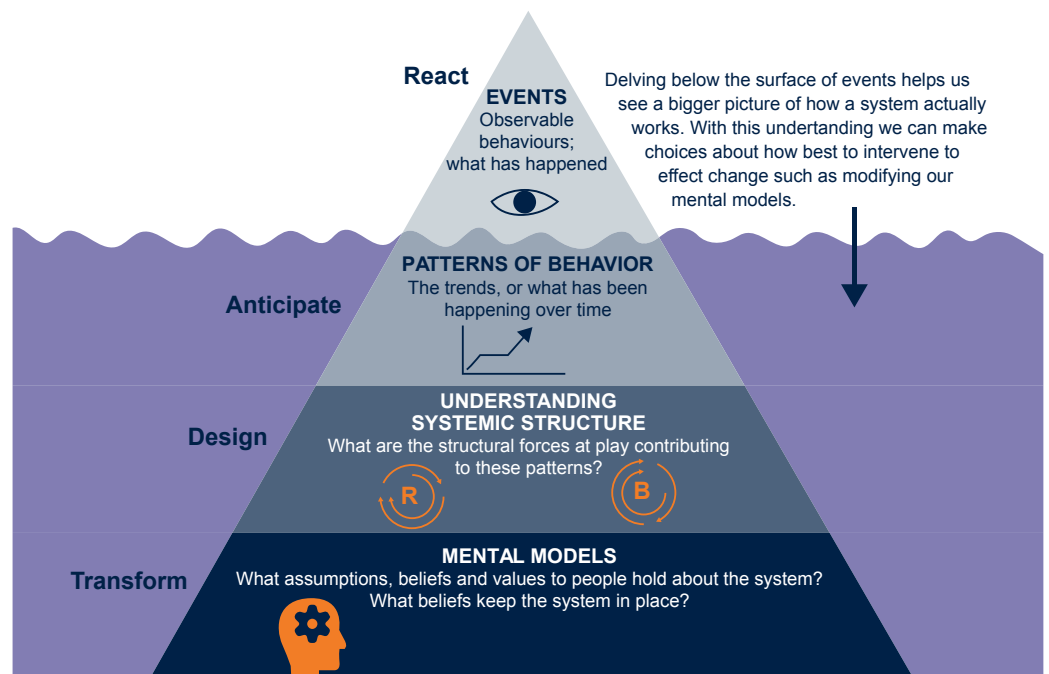 React
EVENTS
Observable
behaviours;
what has happened
Delving below the surface of events helps us
see a bigger picture of how a system actually
works. With this undertanding we can make
choices about how best to intervene to
effect change such as modifying our
mental models.
Anticipate
PATTERNS OF BEHAVIOR
The trends, or what has been
happening over time
Design
UNDERSTANDING
SYSTEMIC STRUCTURE
What are the structural forces at play contributing
to these patterns?
R
B
Transform
MENTAL MODELS
What assumptions, beliefs and values to people hold about the system?
What beliefs keep the system in place?